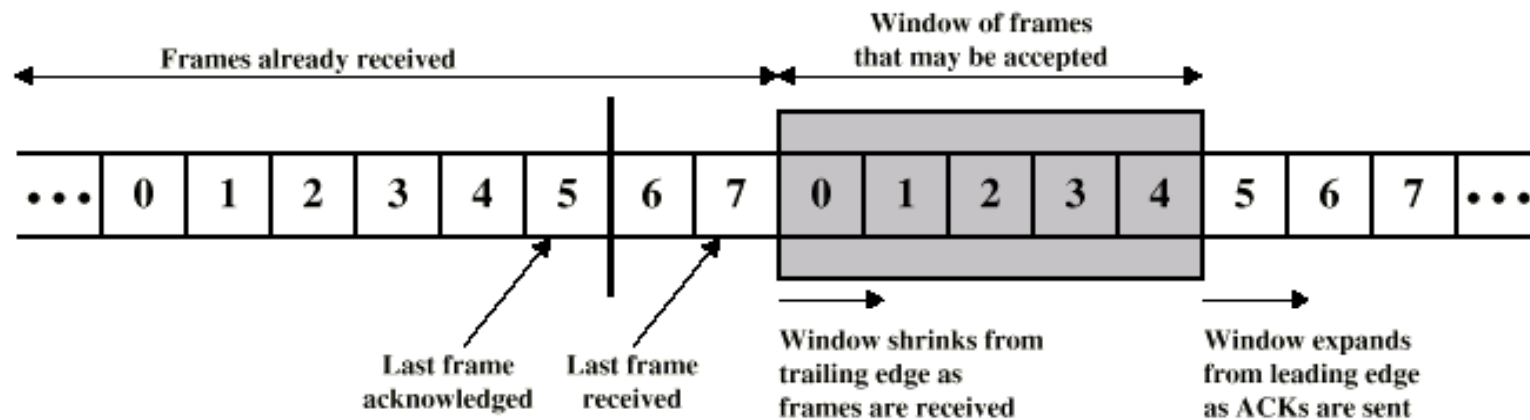 Frames already received
Window of frames
that may be accepted
••• 0 1 2 3 4 5 6 7 0 1 2 3 4 5 6 7 •••
Last frame
acknowledged
Last frame
received
Window shrinks from
trailing edge as
frames are received
Window expands
from leading edge
as ACKs are sent